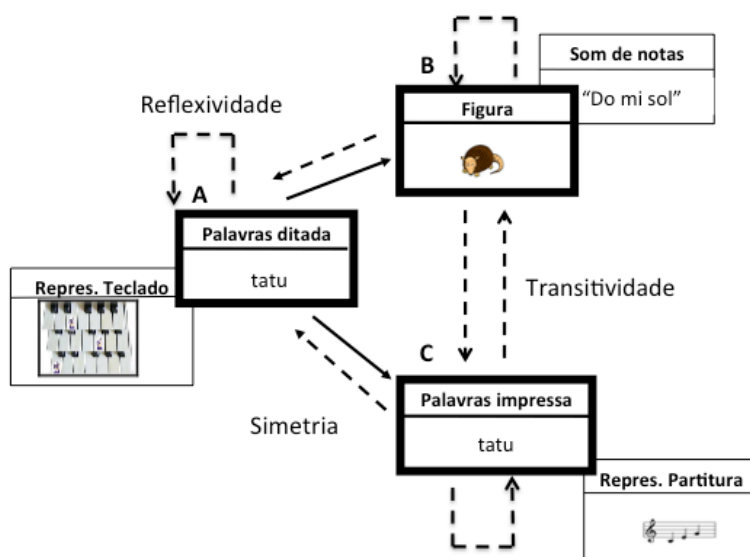 B
Som de notas
“Do mi sol”
Figura
Reflexividade
A
Palavras ditada
tatu
Repres. Teclado
Transitividade
C
Palavras impressa
tatu
Simetria
Repres. Partitura